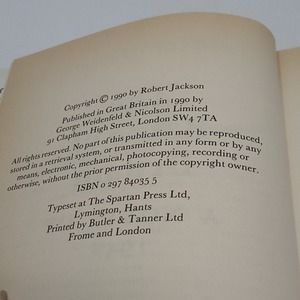 Copyright © 1990 by Robert Jackson
Published in Great Britain in 1990 by
George Weidenfeld & Nicolson Limited
91 Clapham High Street, London SW4 7TA
All rights reserved. No part of this publication may be reproduced,
stored in a retrieval system, or transmitted in any form or by any
means, electronic, mechanical, photocopying, recording or
otherwise, without the prior permission of the copyright owner.
ISBN 0 297 84035 5
Typeset at The Spartan Press Ltd,
Lymington, Hants
Printed by Butler & Tanner Ltd
Frome and London